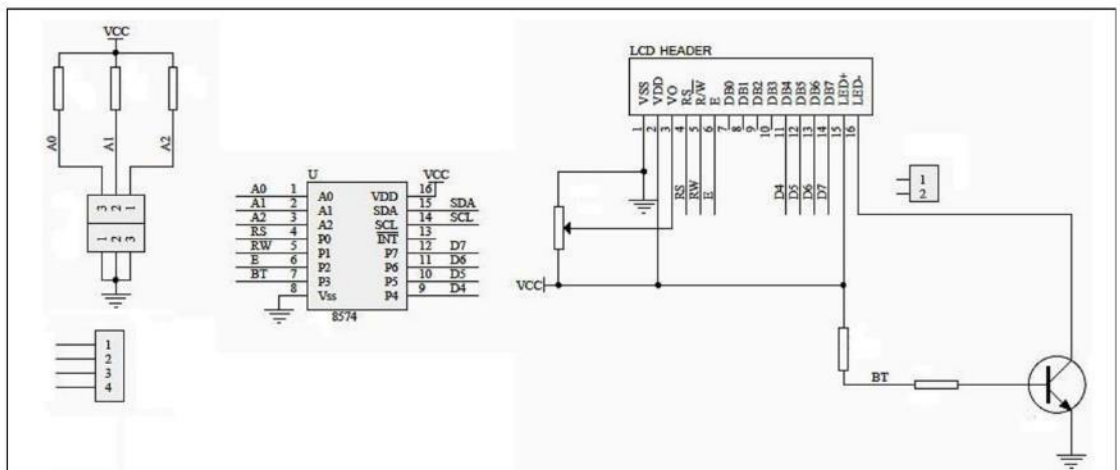 VCC
A0
A1
A2
3 2 1
1 2 3
1
2
3
4
U
A0 1 A0 VDD 16 VCC
A1 2 A1 SDA 15 SDA
A2 3 A2 SCL 14 SCL
RS 4 P0 INT 13
RW 5 P1 P7 12 D7
E 6 P2 P6 11 D6
BT 7 P3 P5 10 D5
8 Vss P4 9 D4
8574
LCD HEADER
VSS VDD VO RS R/W E DB0 DB1 DB2 DB3 DB4 DB5 DB6 DB7 LED+ LED-
1 2 3 4 5 6 7 8 9 10 11 12 13 14 15 16
RS RW E D4 D5 D6 D7
1
2
VCC
BT